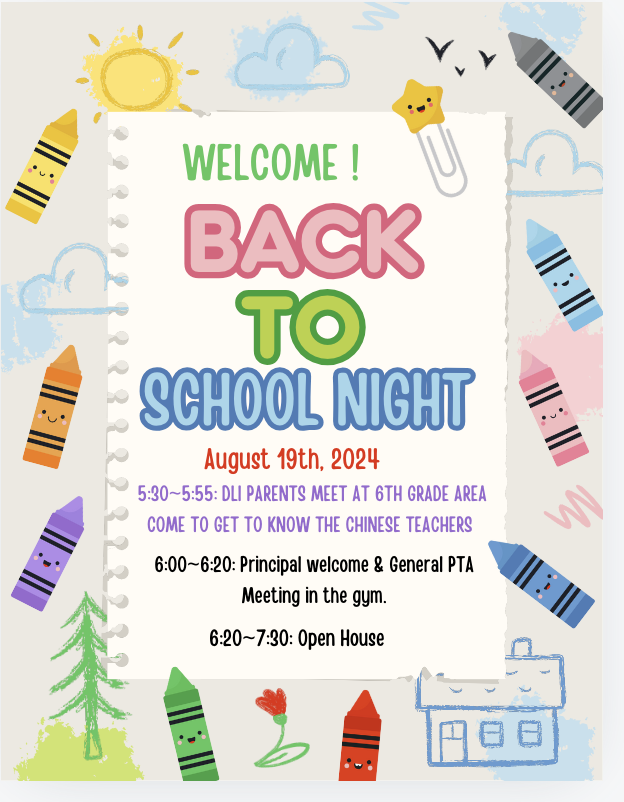 WELCOME !
BACK
TO
SCHOOL NIGHT
August 19th, 2024
5:30~5:55: DLI PARENTS MEET AT 6TH GRADE AREA
COME TO GET TO KNOW THE CHINESE TEACHERS
6:00~6:20: Principal welcome & General PTA
Meeting in the gym.
6:20~7:30: Open House